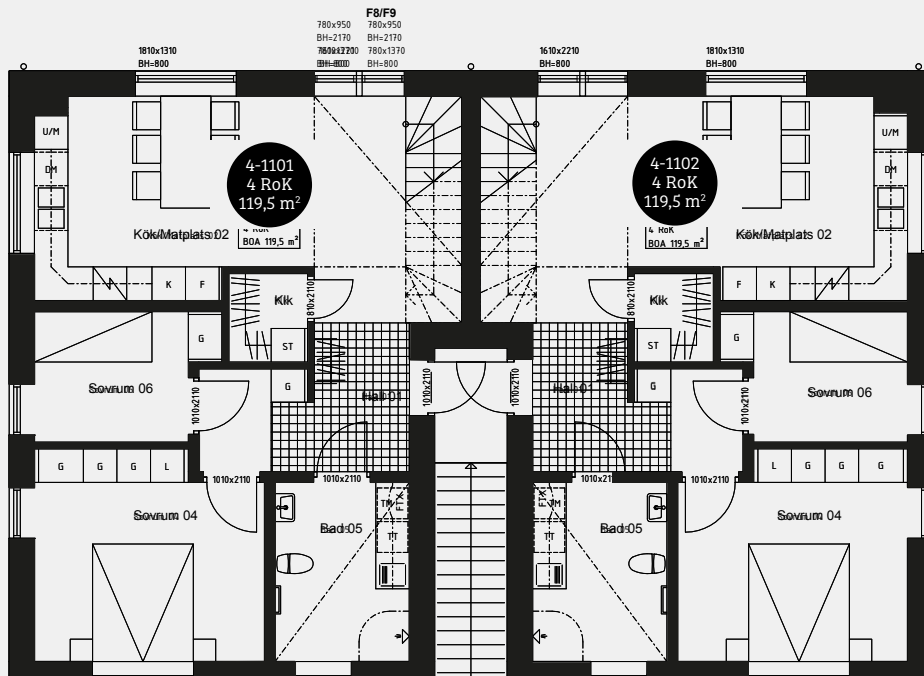 F8/F9
780x950
780x950
BH=2170
BH=2170
1810x1310
780x1370
1610x2210
1810x1310
BH=800
BH=800
BH=800
BH=800
BH=800
U/M
U/M
4-1101
4 RoK
119,5 m²
4-1102
4 RoK
119,5 m²
DM
DM
Kök/Matplats 02
4 RoK
BOA 119,5 m²
4 RoK
BOA 119,5 m²
Kök/Matplats 02
K
F
F
K
Klk
810x2110
810x2110
Klk
G
ST
ST
G
Sovrum 06
1010x2110
G
Hall 01
1010x2110
1010x2110
Hall 01
G
1010x2110
Sovrum 06
G
G
G
L
1010x2110
1010x2110
1010x2110
1010x2110
L
G
G
G
Sovrum 04
Bad 05
TM
FTX
TT
FTX
TM
TT
Bad 05
Sovrum 04